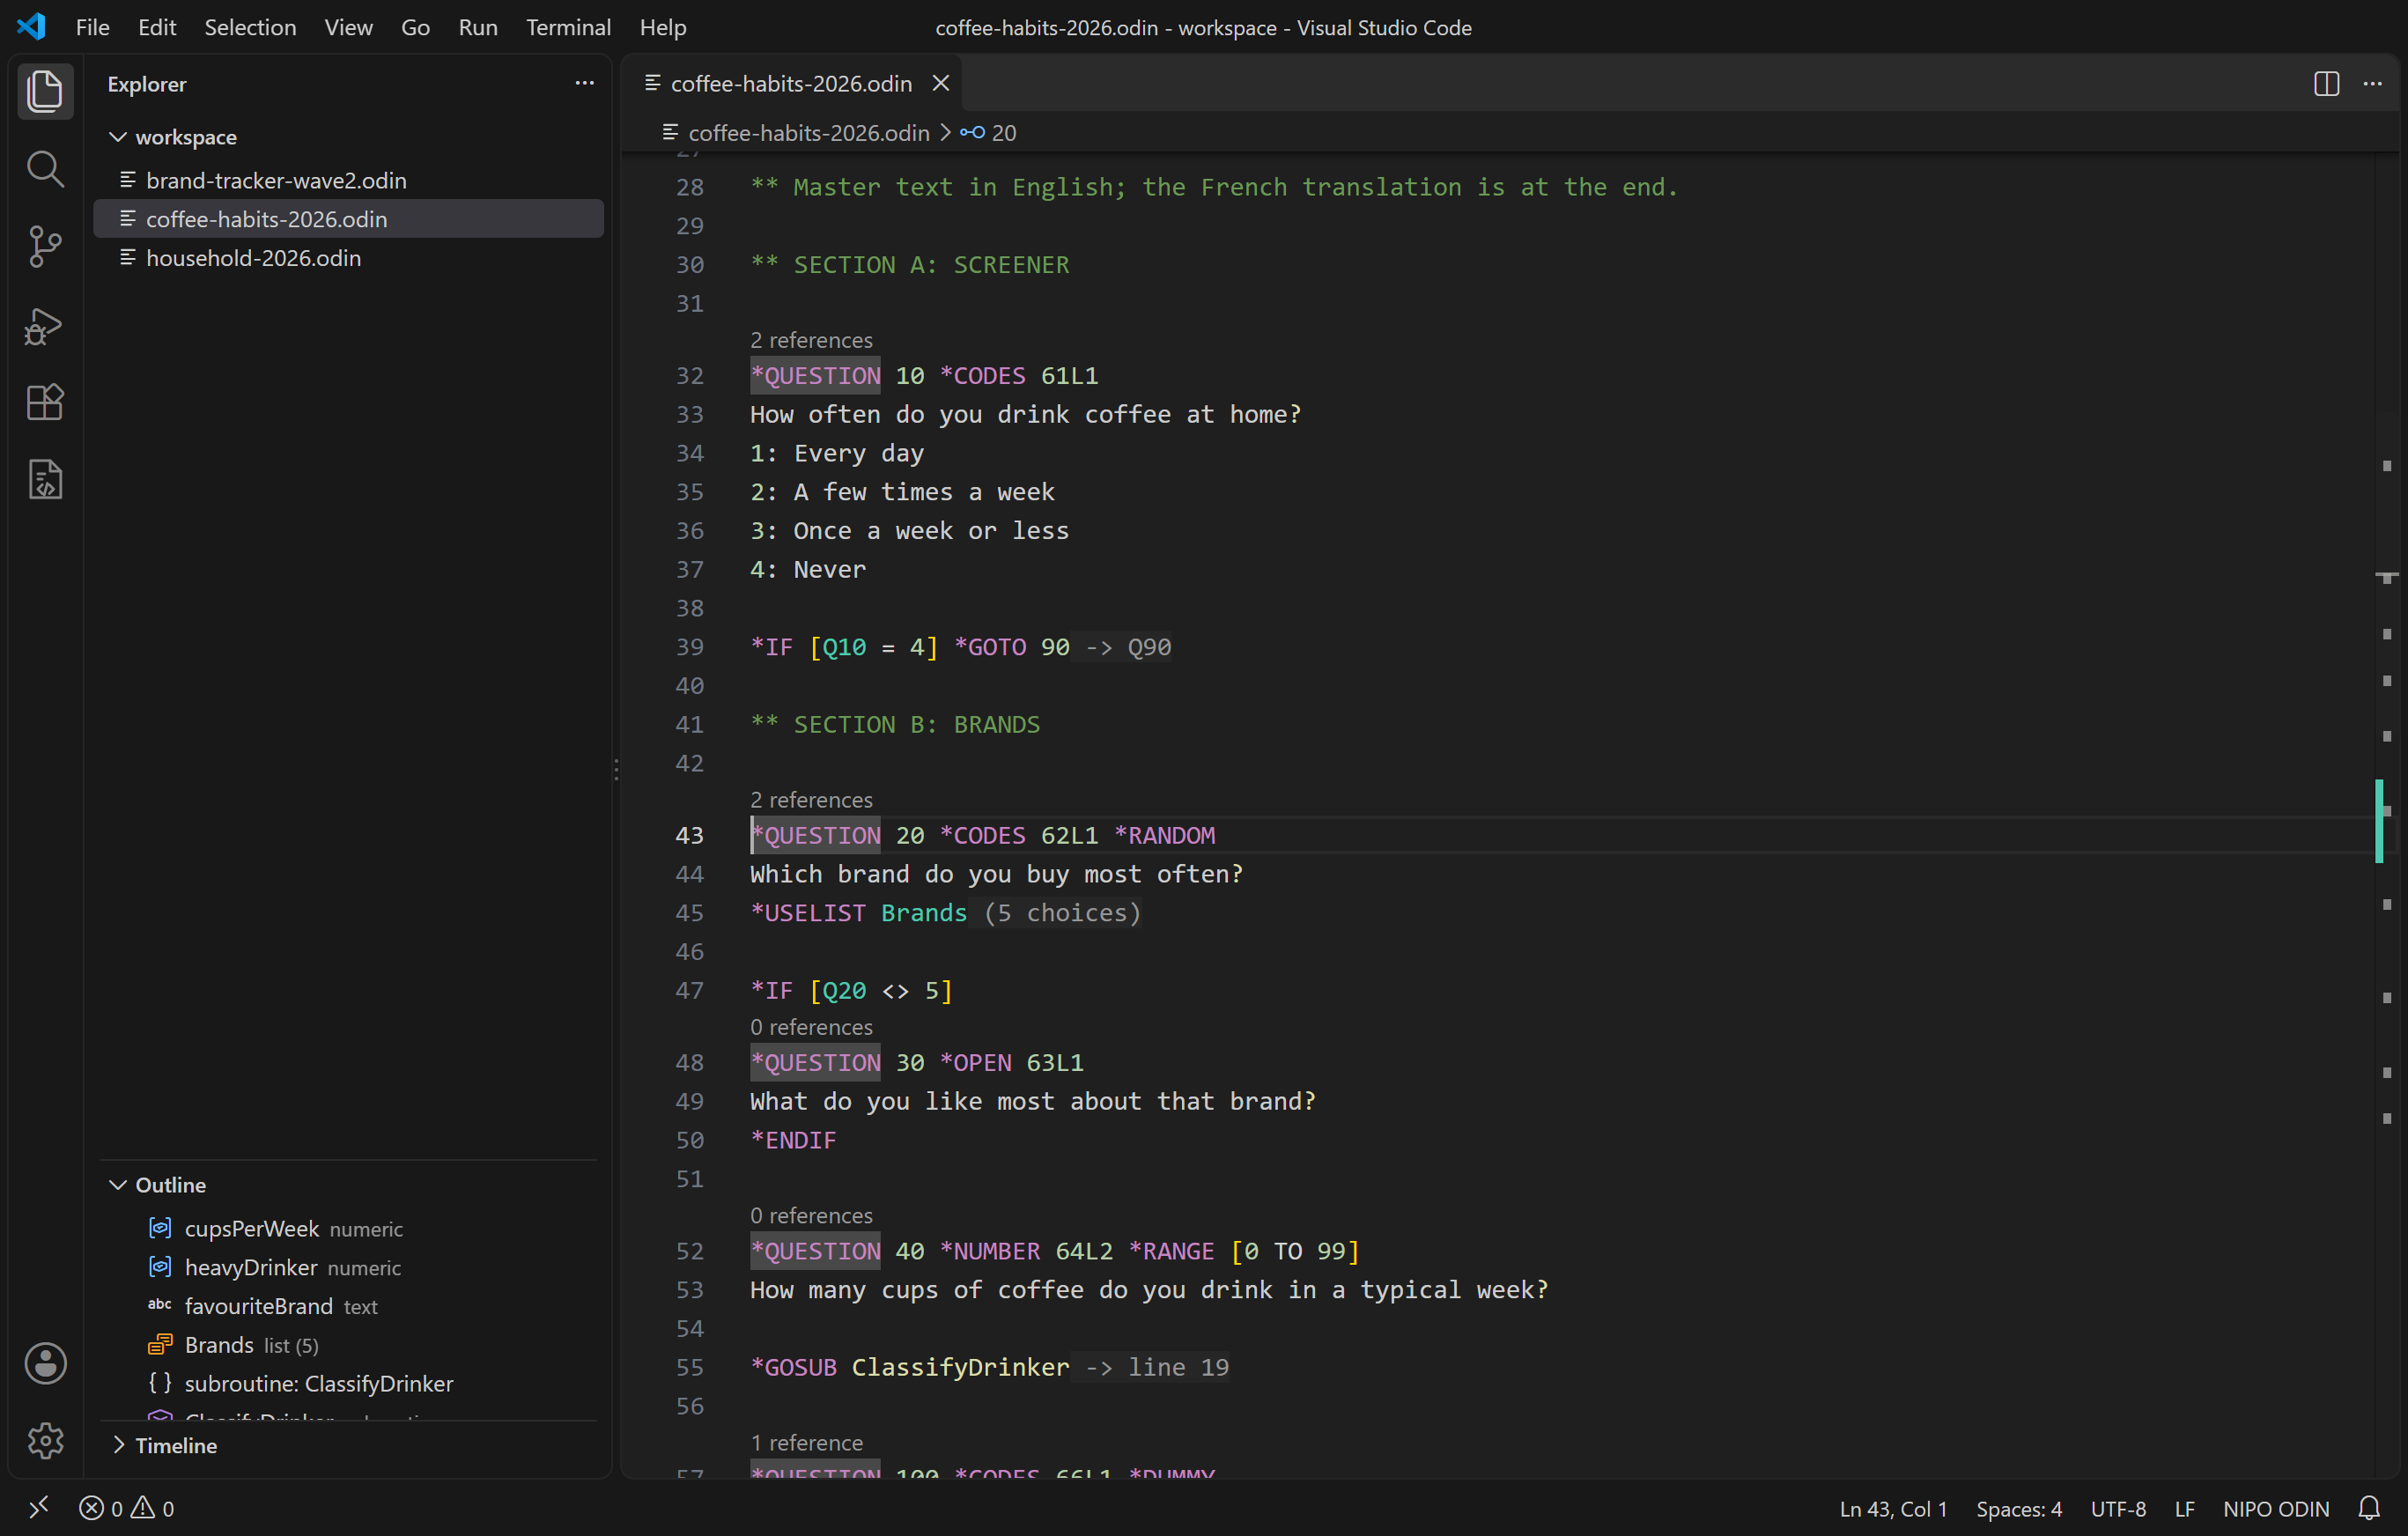 File Edit Selection View Go Run Terminal Help
coffee-habits-2026.odin - workspace - Visual Studio Code
Explorer
workspace
brand-tracker-wave2.odin
coffee-habits-2026.odin
household-2026.odin
Outline
cupsPerWeek numeric
heavyDrinker numeric
abc favouriteBrand text
Brands list (5)
{ } subroutine: ClassifyDrinker
Timeline
coffee-habits-2026.odin
coffee-habits-2026.odin > 20
28 ** Master text in English; the French translation is at the end.
29
30 ** SECTION A: SCREENER
31
2 references
32 *QUESTION 10 *CODES 61L1
33 How often do you drink coffee at home?
34 1: Every day
35 2: A few times a week
36 3: Once a week or less
37 4: Never
38
39 *IF [Q10 = 4] *GOTO 90 -> Q90
40
41 ** SECTION B: BRANDS
42
2 references
43 *QUESTION 20 *CODES 62L1 *RANDOM
44 Which brand do you buy most often?
45 *USELIST Brands (5 choices)
46
47 *IF [Q20 <> 5]
0 references
48 *QUESTION 30 *OPEN 63L1
49 What do you like most about that brand?
50 *ENDIF
51
0 references
52 *QUESTION 40 *NUMBER 64L2 *RANGE [0 TO 99]
53 How many cups of coffee do you drink in a typical week?
54
55 *GOSUB ClassifyDrinker -> line 19
56
1 reference
57 *QUESTION 100 *CODES 66L1 *DUMMY
0 0
Ln 43, Col 1 Spaces: 4 UTF-8 LF NIPO ODIN